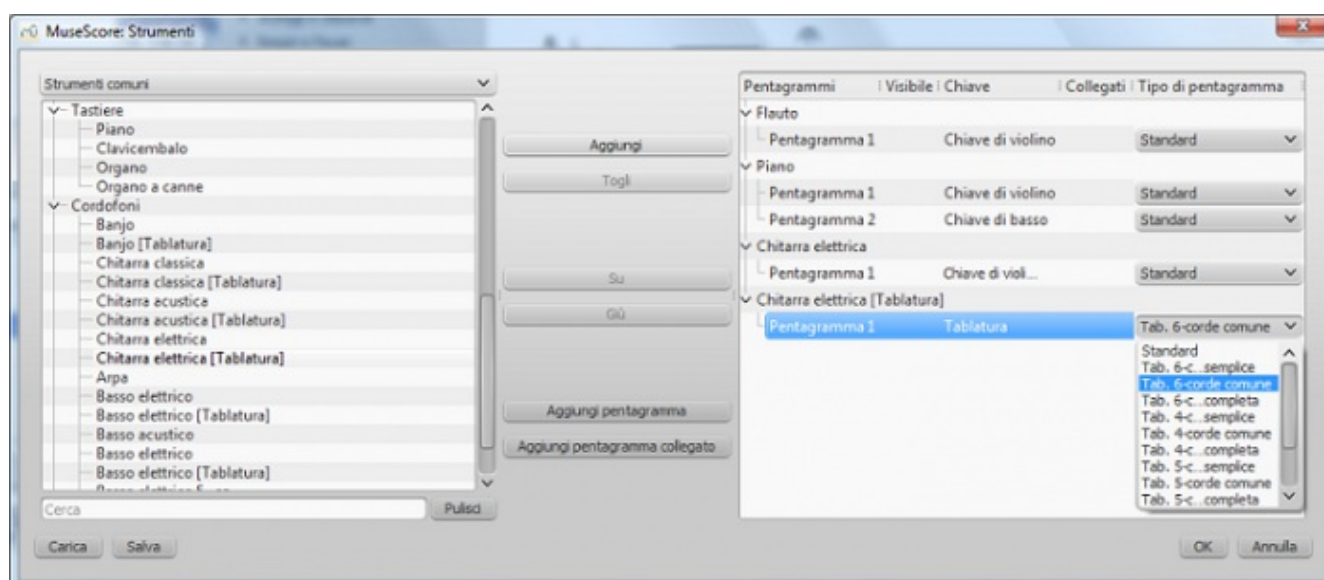 MuseScore: Strumenti
Strumenti comuni
Tastiere
Piano
Clavicembalo
Organo
Organo a canne
Cordofoni
Banjo
Banjo [Tablatura]
Chitarra classica
Chitarra classica [Tablatura]
Chitarra acustica
Chitarra acustica [Tablatura]
Chitarra elettrica
Chitarra elettrica [Tablatura]
Arpa
Basso elettrico
Basso elettrico [Tablatura]
Basso acustico
Basso elettrico
Basso elettrico [Tablatura]
Cerca
Pulisci
Carica
Salva
Aggiungi
Togli
Su
Giù
Aggiungi pentagramma
Aggiungi pentagramma collegato
Pentagrammi Visibile Chiave Collegati Tipo di pentagramma
Flauto
Pentagramma 1 Chiave di violino Standard
Piano
Pentagramma 1 Chiave di violino Standard
Pentagramma 2 Chiave di basso Standard
Chitarra elettrica
Pentagramma 1 Chiave di violi... Standard
Chitarra elettrica [Tablatura]
Pentagramma 1 Tablatura Tab. 6-corde comune
Standard
Tab. 6-c...semplice
Tab. 6-corde comune
Tab. 6-c...completa
Tab. 4-c...semplice
Tab. 4-corde comune
Tab. 4-c...completa
Tab. 5-c...semplice
Tab. 5-corde comune
Tab. 5-c...completa
OK
Annulla